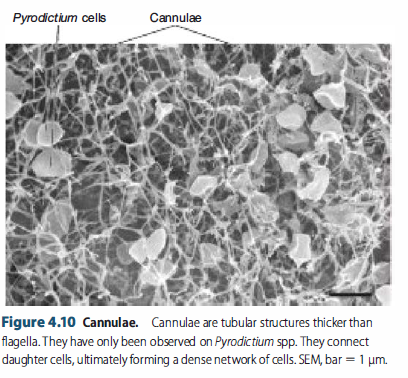 Pyrodictium cells Cannulae
Figure 4.10 Cannulae. Cannulae are tubular structures thicker than
flagella. They have only been observed on Pyrodictium spp. They connect
daughter cells, ultimately forming a dense network of cells. SEM, bar = 1 μm.